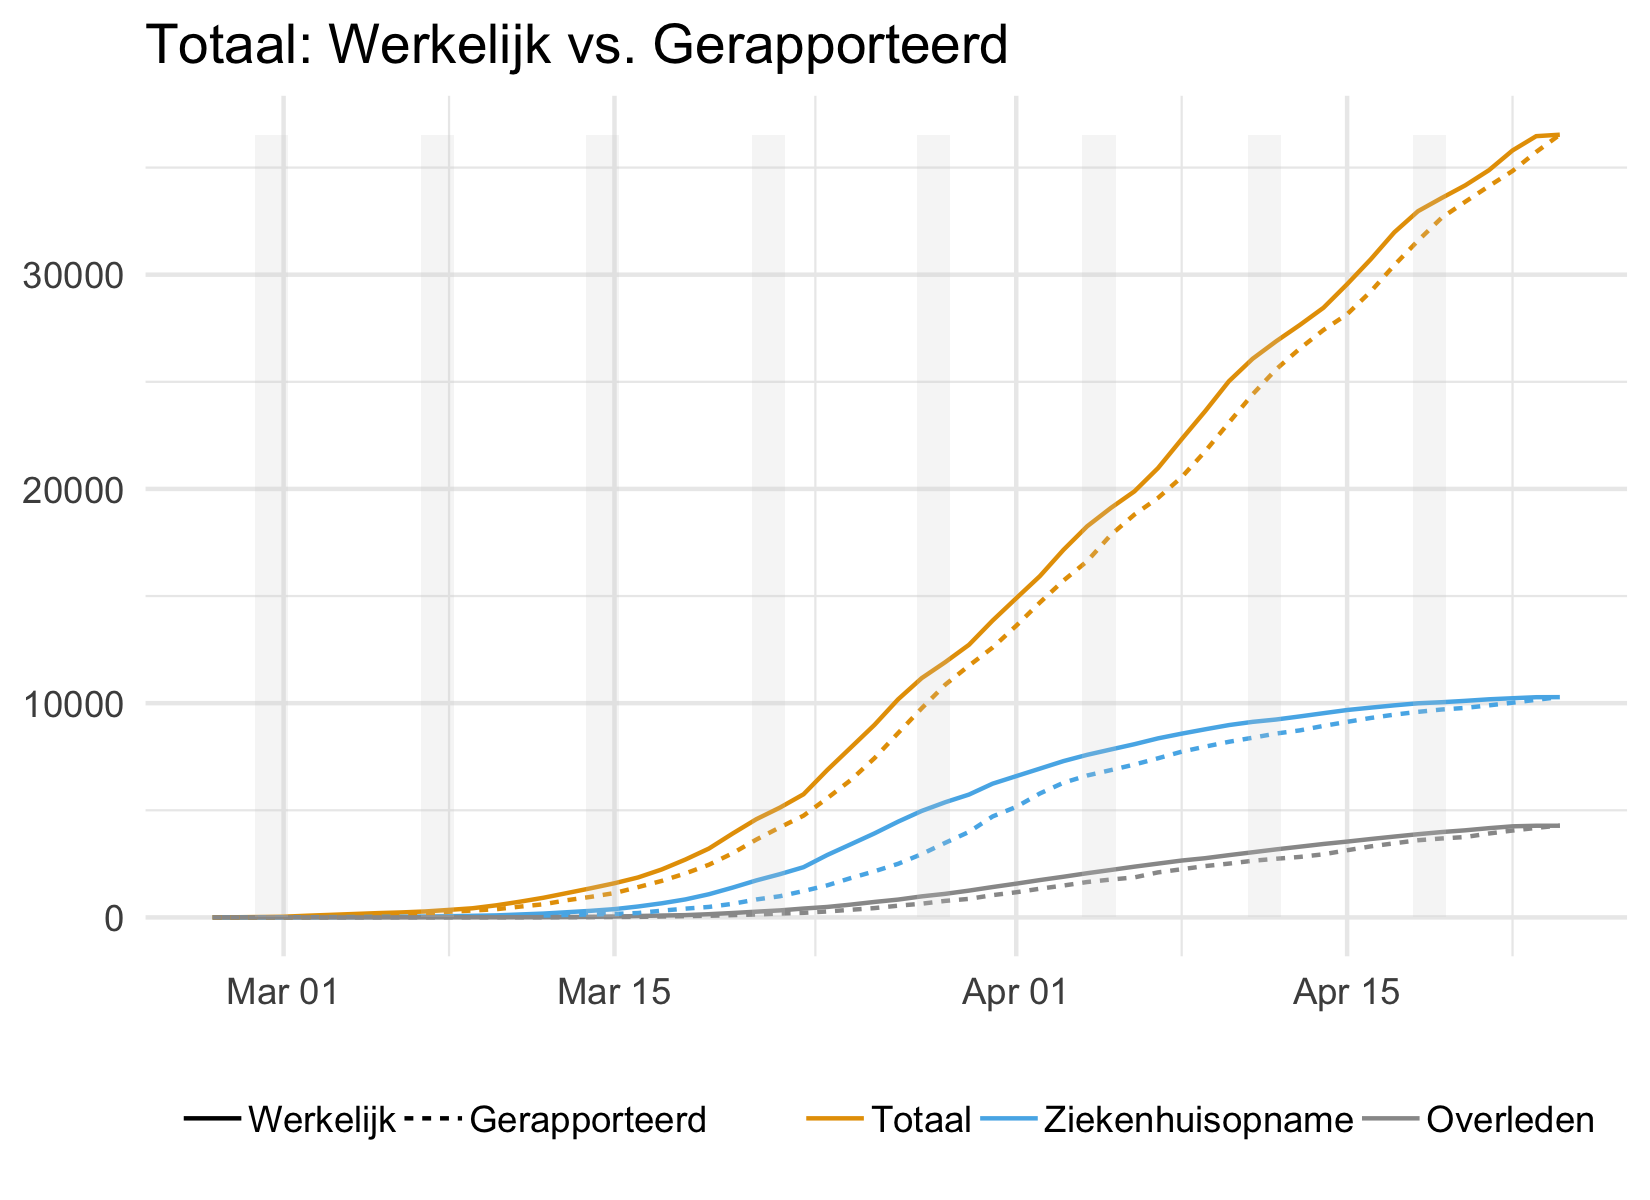 Totaal: Werkelijk vs. Gerapporteerd
30000
20000
10000
0
Mar 01 Mar 15 Apr 01 Apr 15
Werkelijk Gerapporteerd Totaal Ziekenhuisopname Overleden